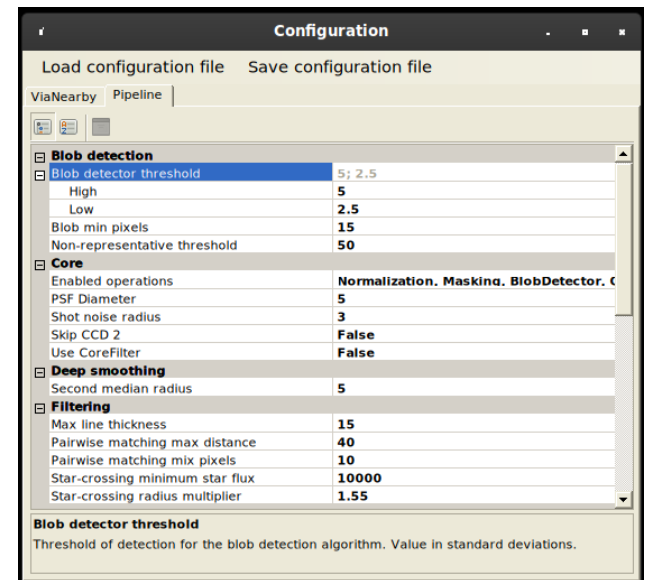 Configuration
Load configuration file Save configuration file
ViaNearby Pipeline
Blob detection
Blob detector threshold 5; 2.5
High 5
Low 2.5
Blob min pixels 15
Non-representative threshold 50
Core
Enabled operations Normalization, Masking, BlobDetector,
PSF Diameter 5
Shot noise radius 3
Skip CCD 2 False
Use CoreFilter False
Deep smoothing
Second median radius 5
Filtering
Max line thickness 15
Pairwise matching max distance 40
Pairwise matching mix pixels 10
Star-crossing minimum star flux 10000
Star-crossing radius multiplier 1.55
Blob detector threshold
Threshold of detection for the blob detection algorithm. Value in standard deviations.